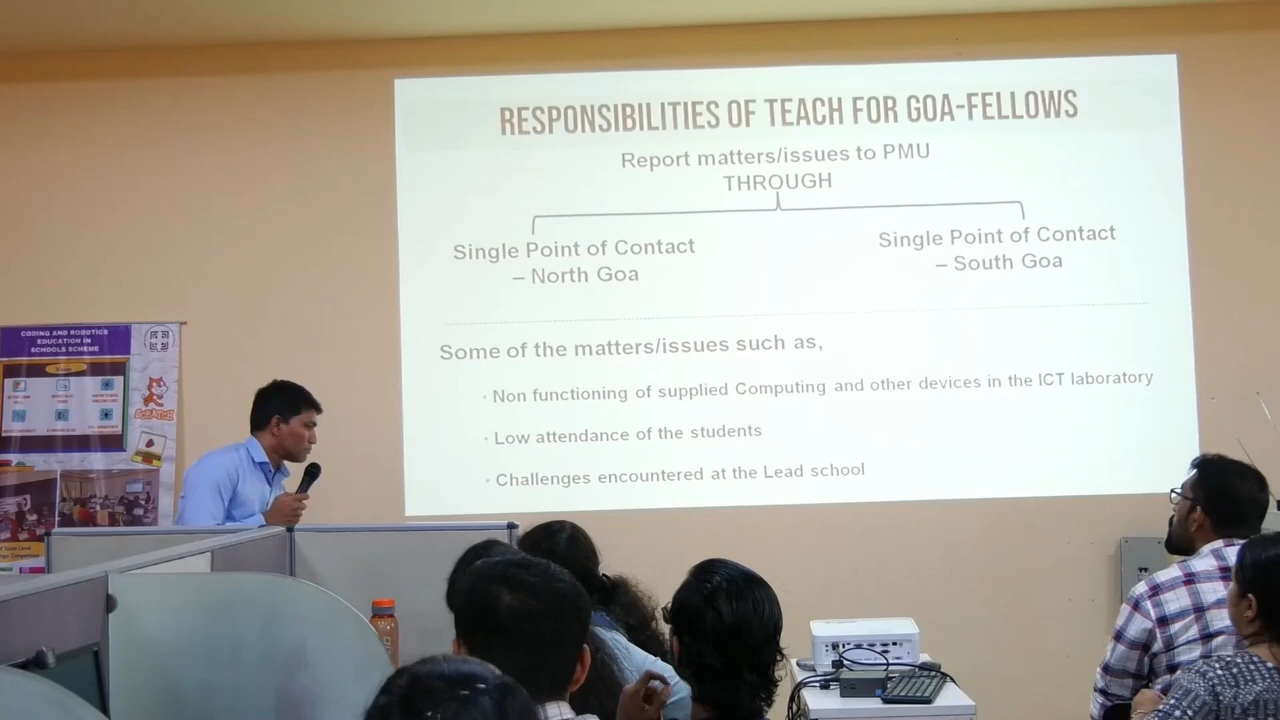 RESPONSIBILITIES OF TEACH FOR GOA-FELLOWS
Report matters/issues to PMU
THROUGH
Single Point of Contact
– North Goa
Single Point of Contact
– South Goa
Some of the matters/issues such as,
· Non functioning of supplied Computing and other devices in the ICT laboratory
· Low attendance of the students
· Challenges encountered at the Lead school
CODING AND ROBOTICS
EDUCATION IN
SCHOOLS SCHEME
Vision
SCRATCH